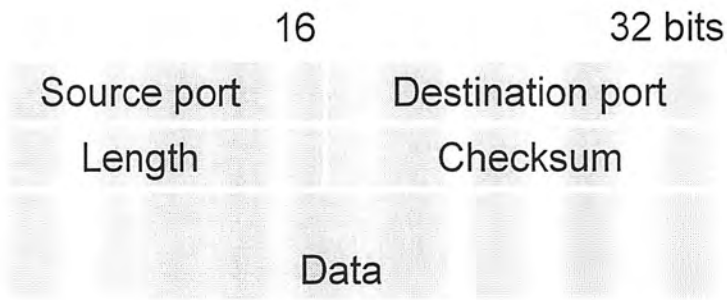 16 32 bits
Source port Destination port
Length Checksum
Data